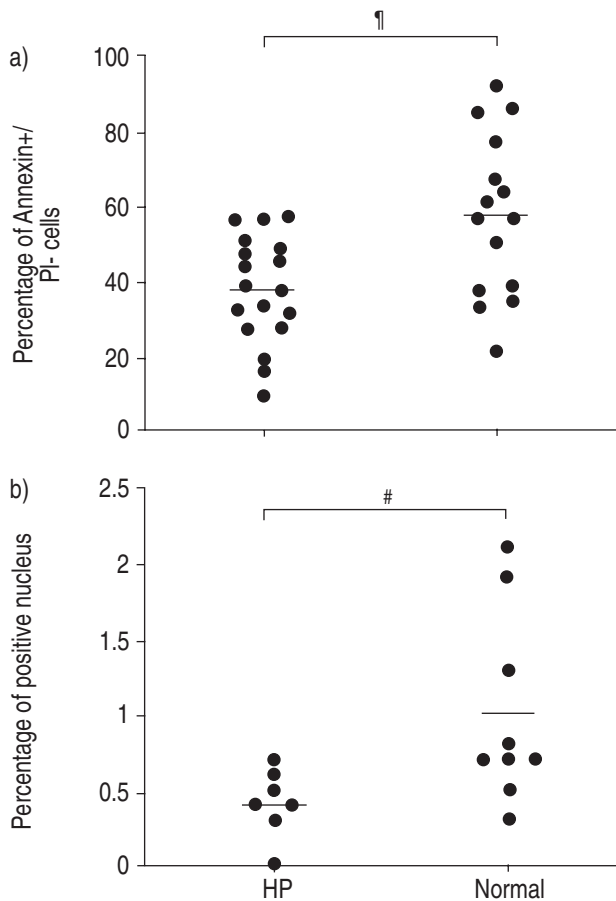 ¶
a)
100
80
60
40
20
0
Percentage of Annexin+/
PI- cells
b)
#
2.5
2
1.5
1
0.5
0
Percentage of positive nucleus
HP
Normal